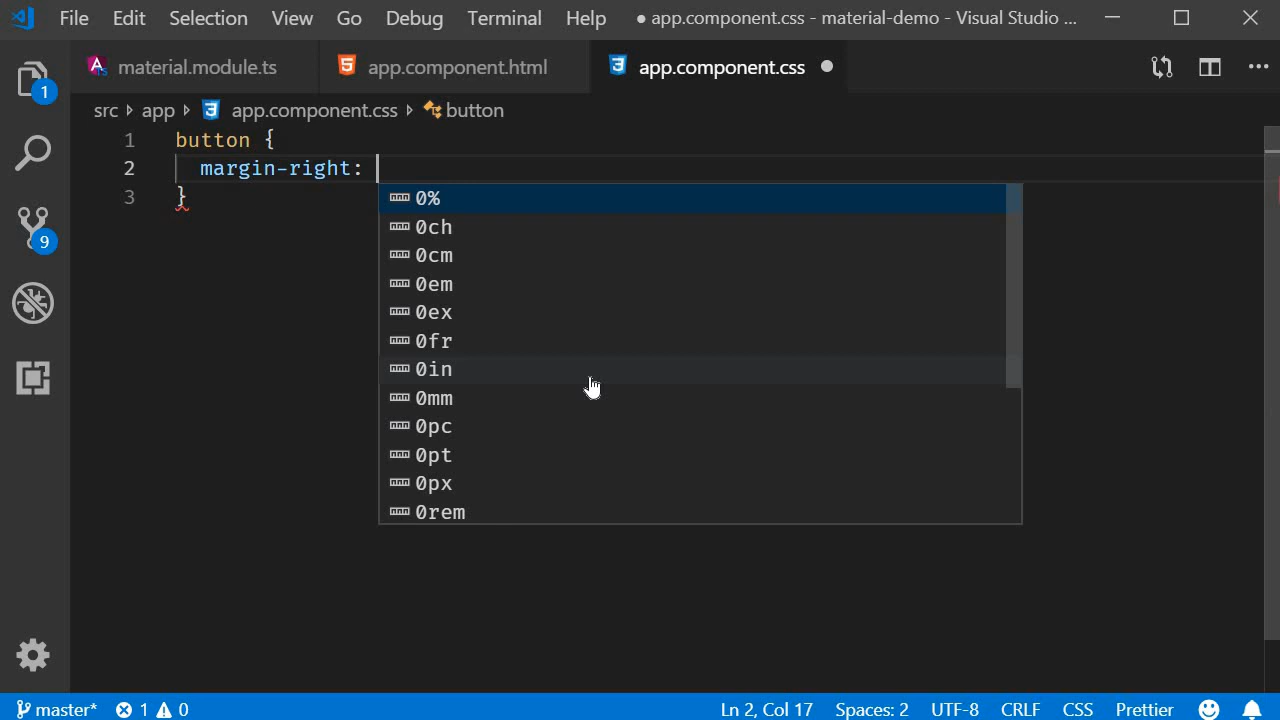 File Edit Selection View Go Debug Terminal Help ● app.component.css - material-demo - Visual Studio ...
material.module.ts app.component.html app.component.css
src app app.component.css button
1 button {
2 margin-right:
3 }
0%
0ch
0cm
0em
0ex
0fr
0in
0mm
0pc
0pt
0px
0rem
1
9
master* 1 0 Ln 2, Col 17 Spaces: 2 UTF-8 CRLF CSS Prettier